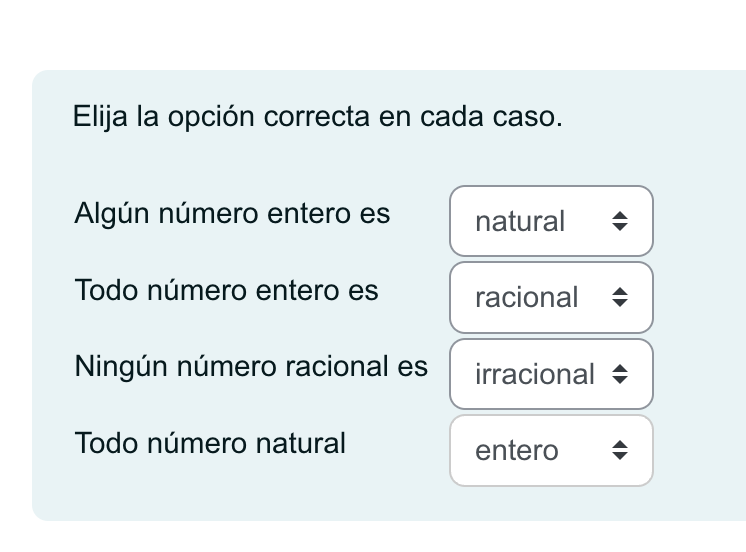 Elija la opción correcta en cada caso.
Algún número entero es natural
Todo número entero es racional
Ningún número racional es irracional
Todo número natural entero